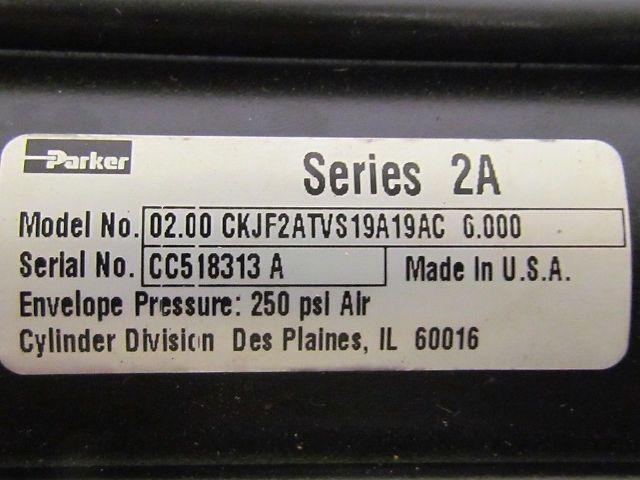 Parker
Series 2A
Model No. 02.00 CKJF2ATVS19A19AC 6.000
Serial No. CC518313 A Made In U.S.A.
Envelope Pressure: 250 psi Air
Cylinder Division Des Plaines, IL 60016